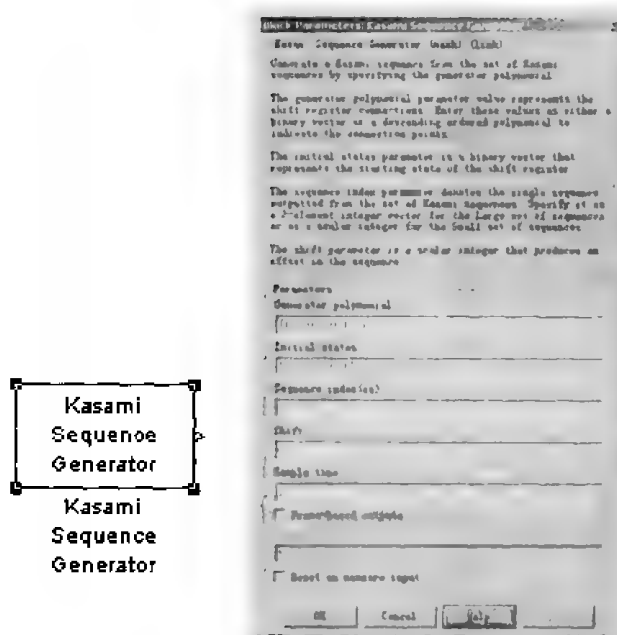 Block Parameters: Kasami Sequence
Sequence Generator (mask) (link)
Generate a Kasami sequence from the set of Kasami
sequences by specifying the generator polynomial
The generator polynomial parameter value represents the
shift register connections. Enter these values as either a
binary vector or a descending ordered polynomial to
indicate the connection points
The initial states parameter is a binary vector that
represents the starting state of the shift register
The sequence index parameter denotes the single sequence
outputted from the set of Kasami sequences. Specify it as
a 2-element integer vector for the Large set of sequences
or as a scalar integer for the Small set of sequences
The shift parameter is a scalar integer that produces an
offset in the sequence
Parameters
Generator polynomial
Initial states
Sequence index(es)
Shift
Sample time
Frame-based outputs
Reset on nonzero input
OK Cancel Help
Kasami
Sequence
Generator
Kasami
Sequence
Generator